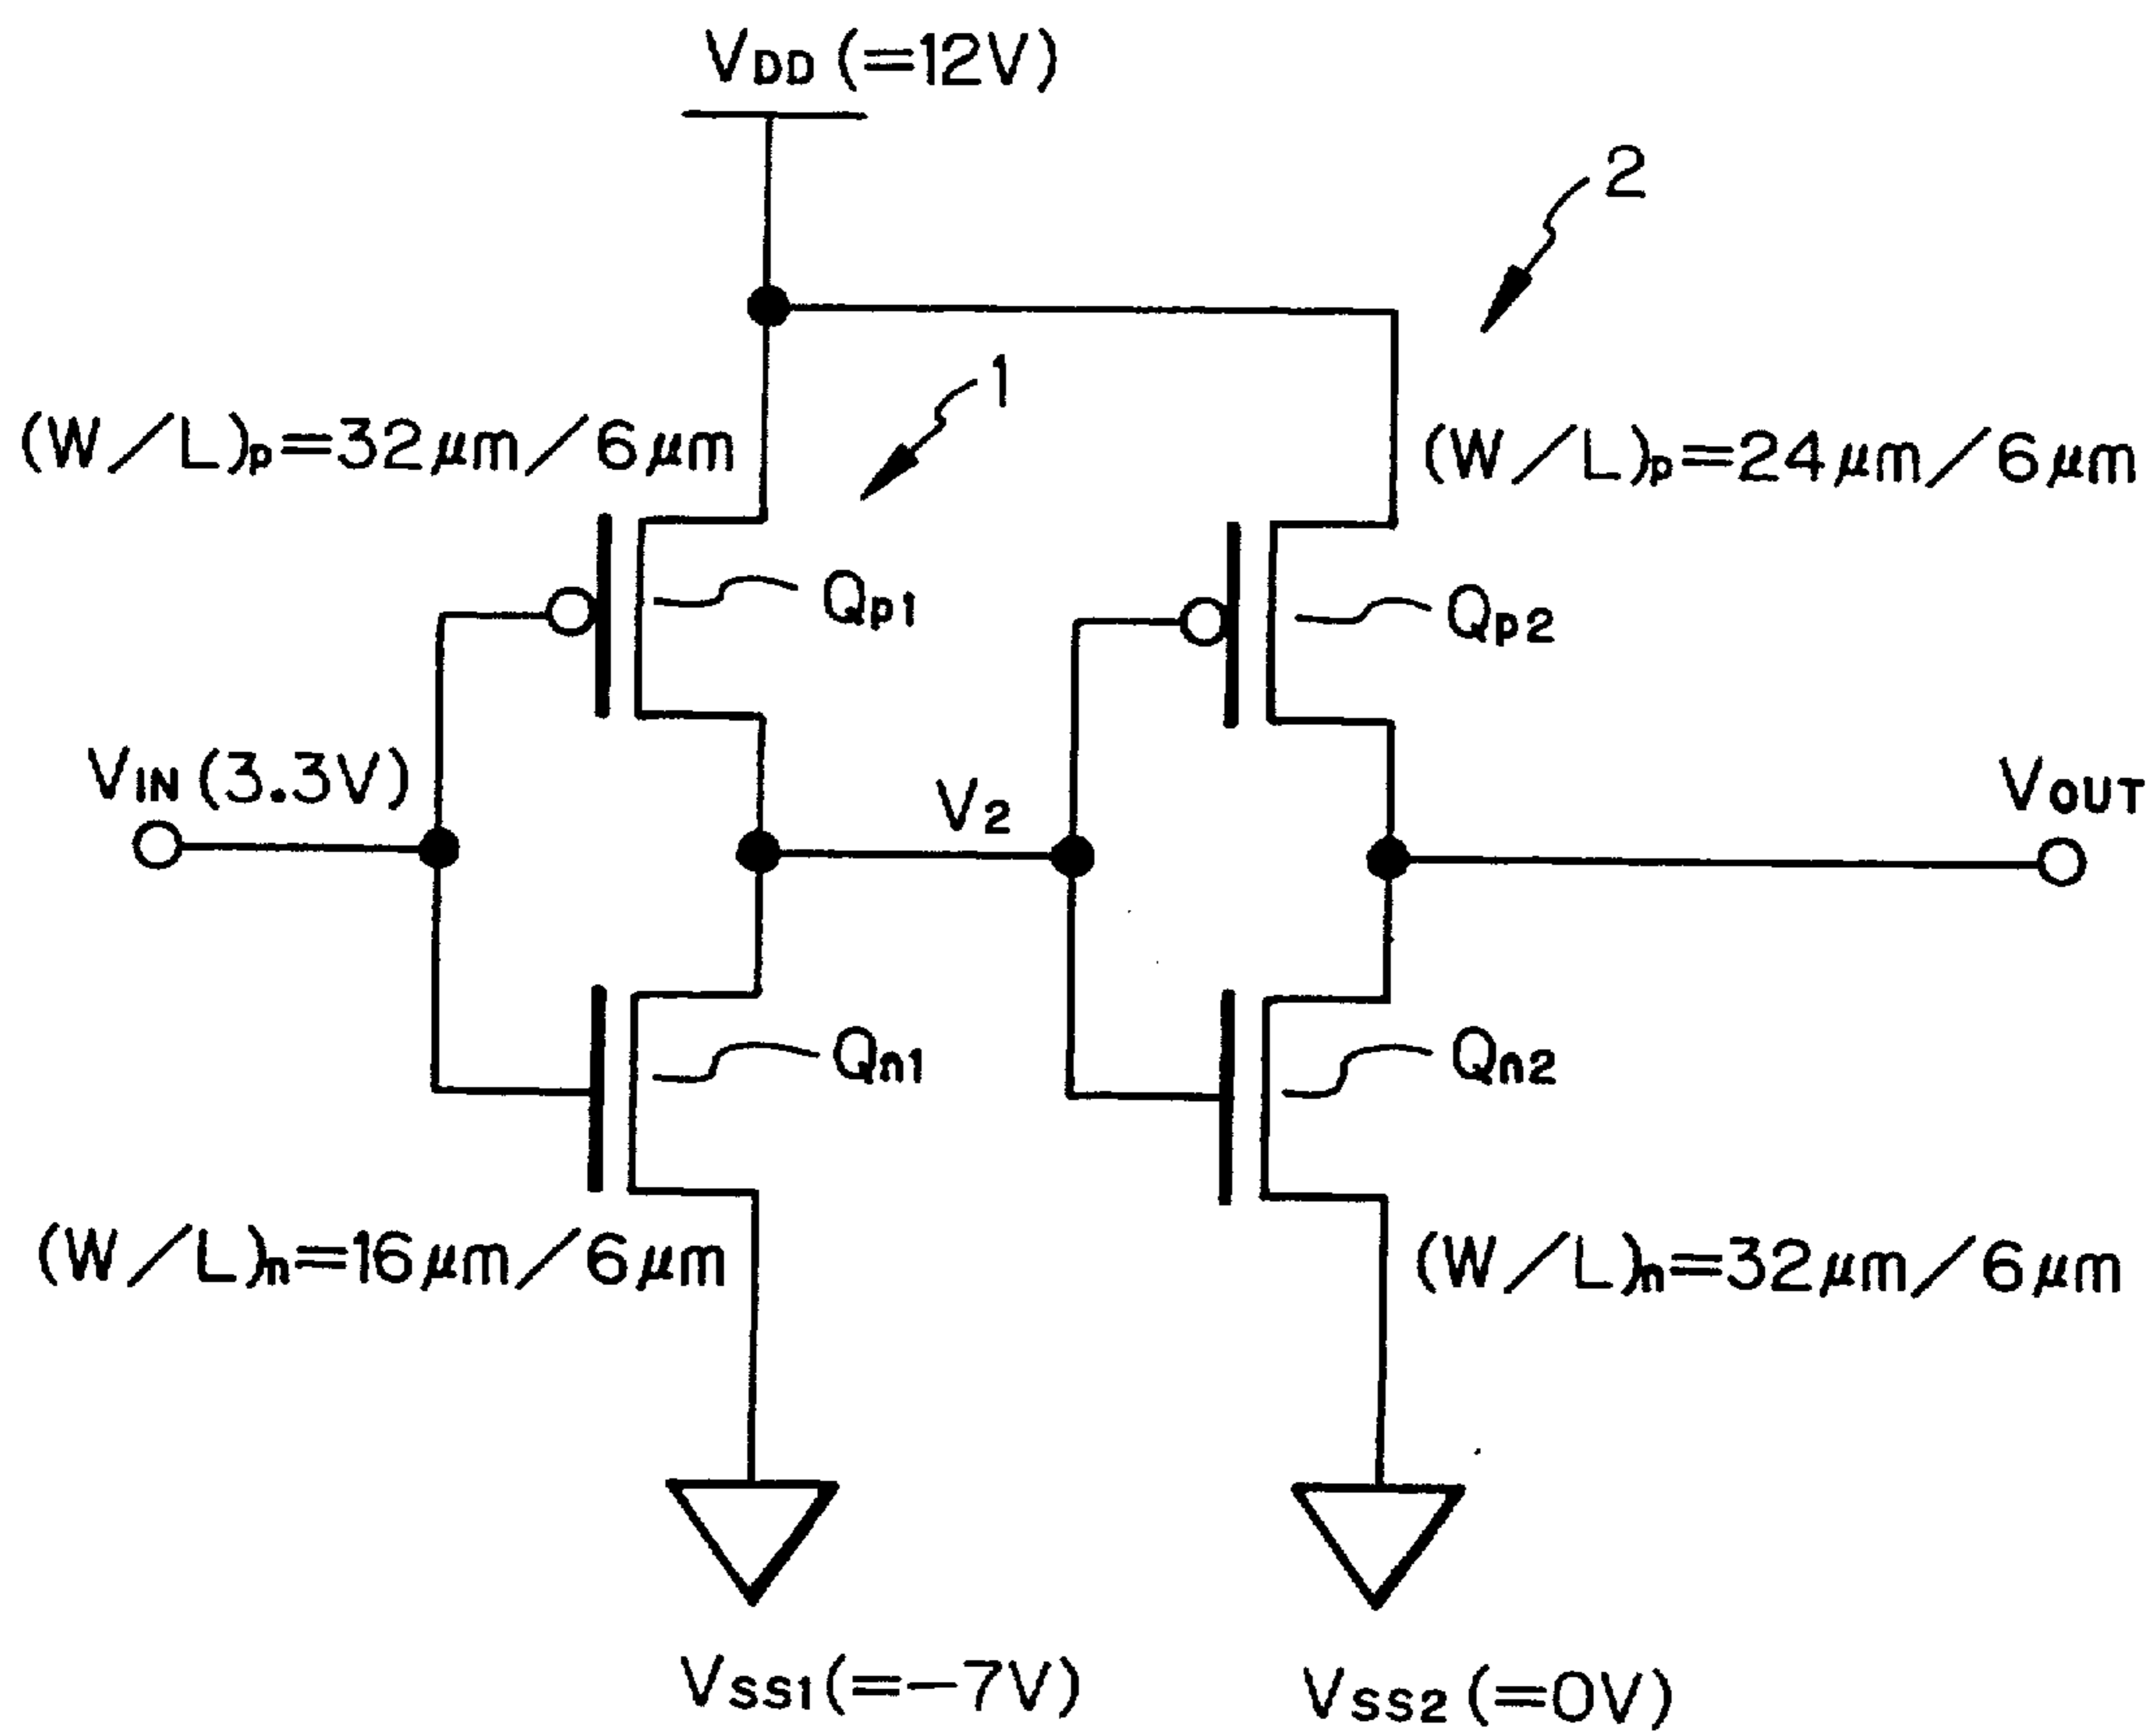 VDD (=12V)
2
1
(W/L)p=32μm/6μm
(W/L)p=24μm/6μm
Qp1
Qp2
VIN (3.3V)
V2
VOUT
Qn1
Qn2
(W/L)n=16μm/6μm
(W/L)n=32μm/6μm
VSS1 (=-7V)
VSS2 (=0V)